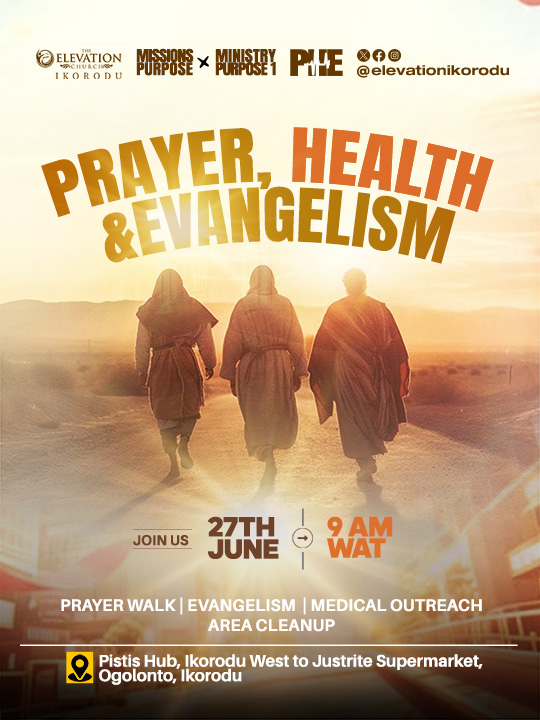 THE
ELEVATION
CHURCH
IKORODU
MISSIONS
PURPOSE
MINISTRY
PURPOSE 1
PHE
@elevationikorodu
PRAYER, HEALTH
&EVANGELISM
JOIN US
27TH
JUNE
9 AM
WAT
PRAYER WALK | EVANGELISM | MEDICAL OUTREACH
AREA CLEANUP
Pistis Hub, Ikorodu West to Justrite Supermarket,
Ogolonto, Ikorodu